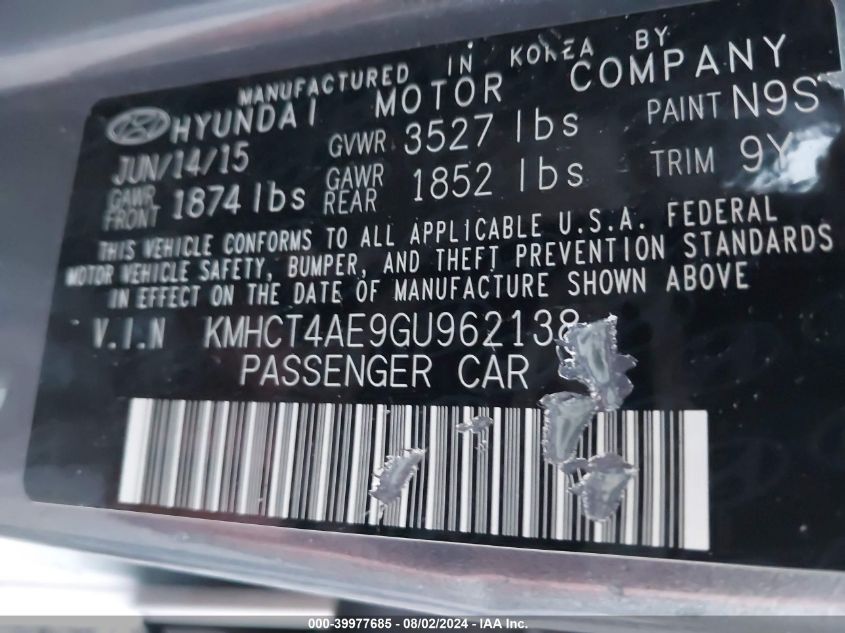 MANUFACTURED IN KOREA BY
HYUNDAI MOTOR COMPANY
JUN/14/15 GVWR 3527 lbs PAINT N9S
GAWR FRONT 1874 lbs GAWR REAR 1852 lbs TRIM 9Y
THIS VEHICLE CONFORMS TO ALL APPLICABLE U.S.A. FEDERAL
MOTOR VEHICLE SAFETY, BUMPER, AND THEFT PREVENTION STANDARDS
IN EFFECT ON THE DATE OF MANUFACTURE SHOWN ABOVE
V.I.N KMHCT4AE9GU962138
PASSENGER CAR
000-39977685 - 08/02/2024 - IAA Inc.